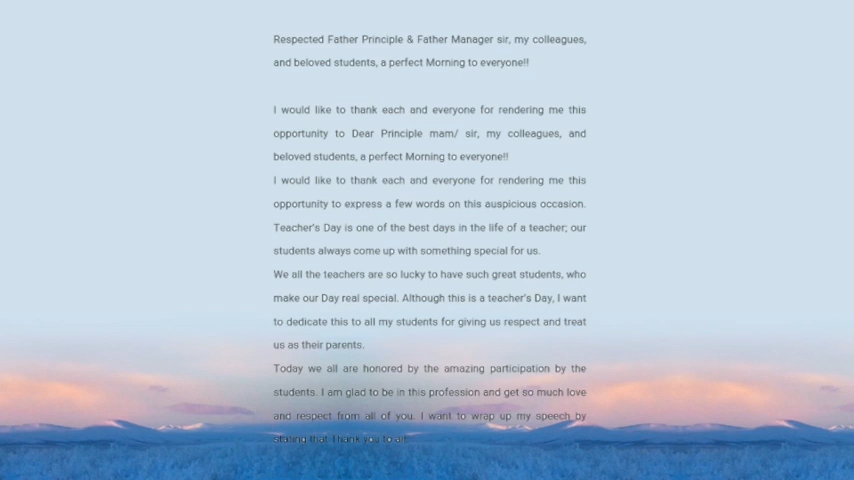 Respected Father Principle & Father Manager sir, my colleagues,
and beloved students, a perfect Morning to everyone!!
I would like to thank each and everyone for rendering me this
opportunity to Dear Principle mam/ sir, my colleagues, and
beloved students, a perfect Morning to everyone!!
I would like to thank each and everyone for rendering me this
opportunity to express a few words on this auspicious occasion.
Teacher's Day is one of the best days in the life of a teacher; our
students always come up with something special for us.
We all the teachers are so lucky to have such great students, who
make our Day real special. Although this is a teacher's Day, I want
to dedicate this to all my students for giving us respect and treat
us as their parents.
Today we all are honored by the amazing participation by the
students. I am glad to be in this profession and get so much love
and respect from all of you. I want to wrap up my speech by
stating that Thank you to all!